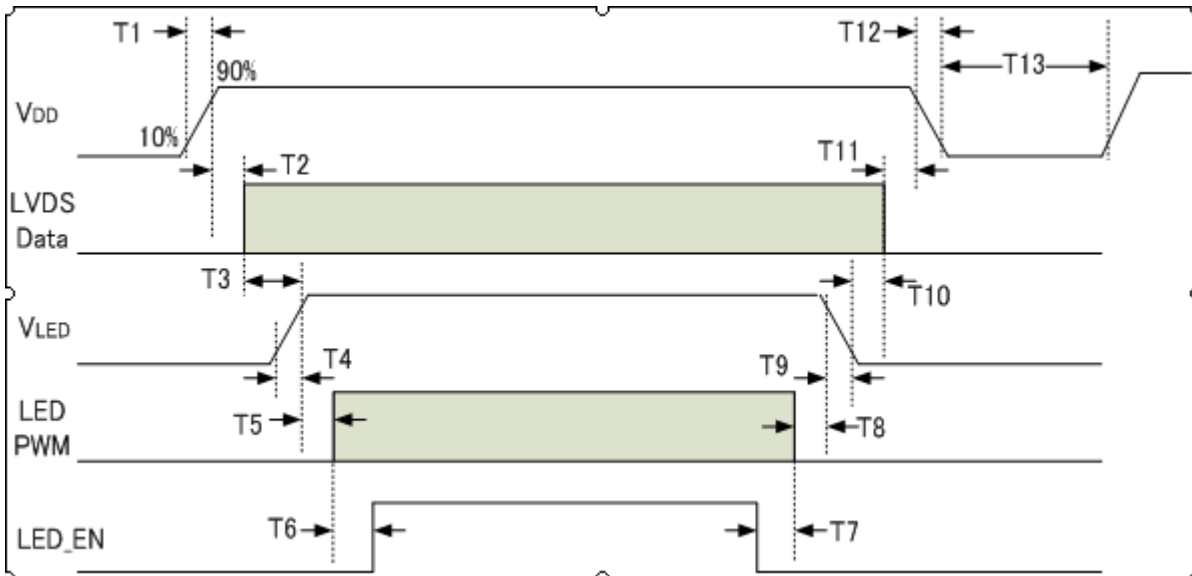 T1
T12
90%
T13
VDD
10%
T2
T11
LVDS
Data
T3
T10
VLED
T4
T9
LED
PWM
T5
T8
T6
T7
LED_EN